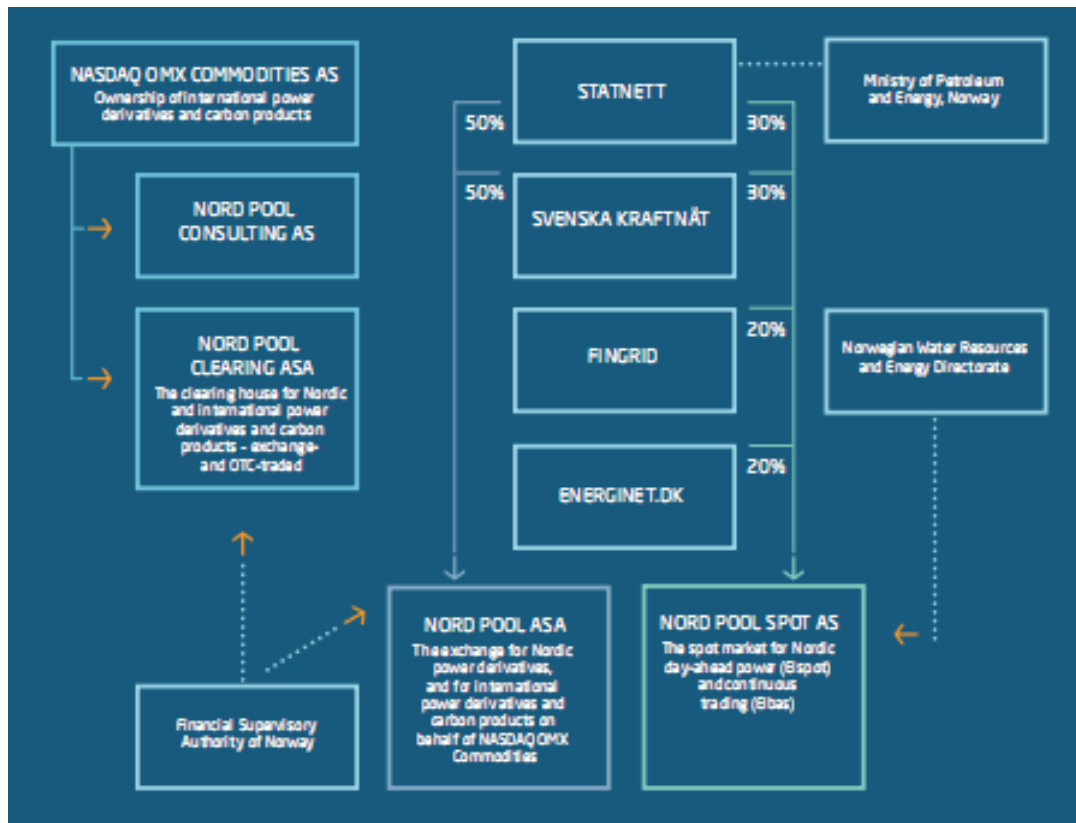 NASDAQ OMX COMMODITIES AS
Ownership of international power
derivatives and carbon products
NORD POOL
CONSULTING AS
NORD POOL
CLEARING ASA
The clearing house for Nordic
and international power
derivatives and carbon
products – exchange-
and OTC-traded
STATNETT
50%
30%
Ministry of Petroleum
and Energy, Norway
50%
30%
SVENSKA KRAFTNÄT
FINGRID
20%
Norwegian Water Resources
and Energy Directorate
ENERGINET.DK
20%
Financial Supervisory
Authority of Norway
NORD POOL ASA
The exchange for Nordic
power derivatives,
and for international
power derivatives and
carbon products on
behalf of NASDAQ OMX
Commodities
NORD POOL SPOT AS
The spot market for Nordic
day-ahead power (Elspot)
and continuous
trading (Elbas)